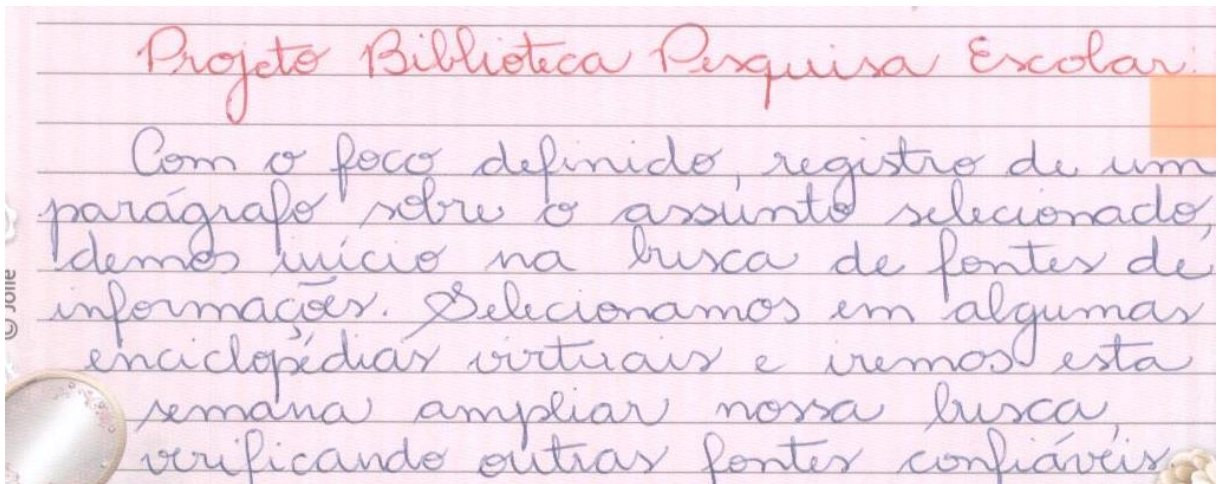 Projeto Biblioteca Pesquisa Escolar:
Com o foco definido, registro de um
parágrafo sobre o assunto selecionado,
demos início na busca de fontes de
informações. Selecionamos em algumas
enciclopédias virtuais e iremos esta
semana ampliar nossa busca,
verificando outras fontes confiáveis.
© Jolie